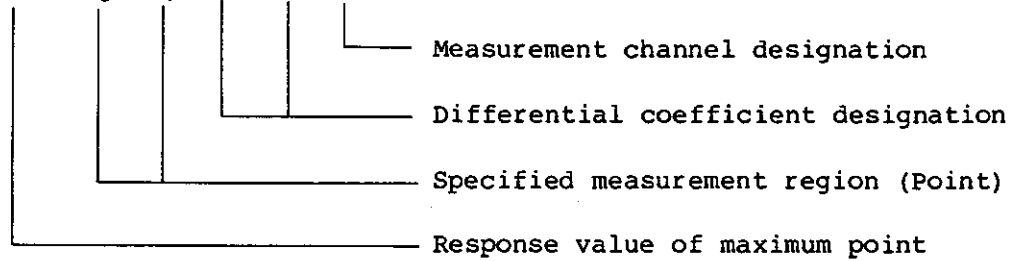 Measurement channel designation
Differential coefficient designation
Specified measurement region (Point)
Response value of maximum point